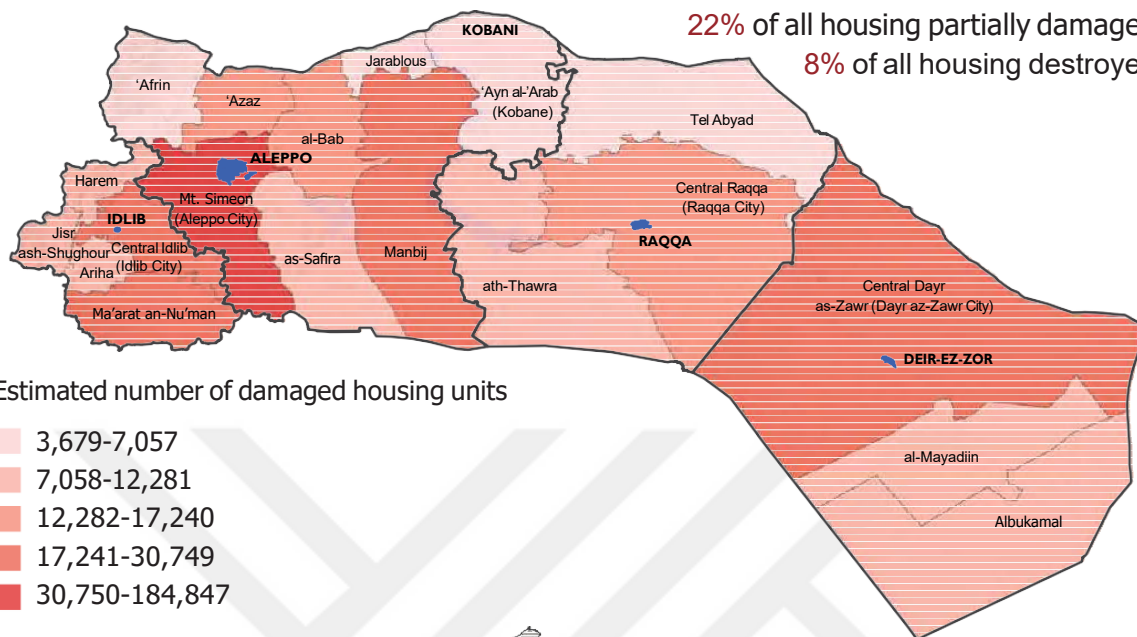 22% of all housing partially damage
8% of all housing destroye
KOBANI
Jarablous
‘Afrin
‘Ayn al-‘Arab
(Kobane)
‘Azaz
Tel Abyad
al-Bab
ALEPPO
Harem
Mt. Simeon
(Aleppo City)
Central Raqqa
(Raqqa City)
IDLIB
Jisr
ash-Shughour
Central Idlib
(Idlib City)
RAQQA
as-Safira
Manbij
Ariha
ath-Thawra
Central Dayr
as-Zawr (Dayr az-Zawr City)
Ma'arat an-Nu'man
DEIR-EZ-ZOR
Estimated number of damaged housing units
3,679-7,057
7,058-12,281
12,282-17,240
17,241-30,749
30,750-184,847
al-Mayadiin
Albukamal